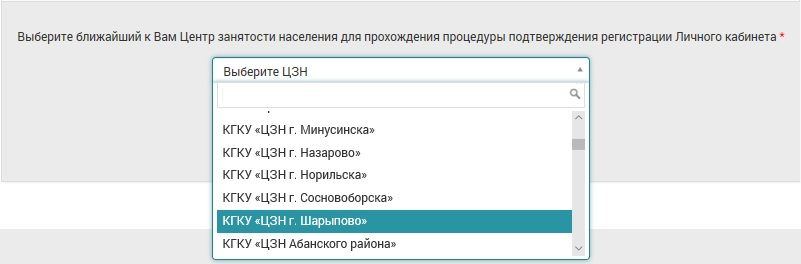 Выберите ближайший к Вам Центр занятости населения для прохождения процедуры подтверждения регистрации Личного кабинета *
Выберите ЦЗН
КГКУ «ЦЗН г. Минусинска»
КГКУ «ЦЗН г. Назарово»
КГКУ «ЦЗН г. Норильска»
КГКУ «ЦЗН г. Сосновоборска»
КГКУ «ЦЗН г. Шарыпово»
КГКУ «ЦЗН Абанского района»